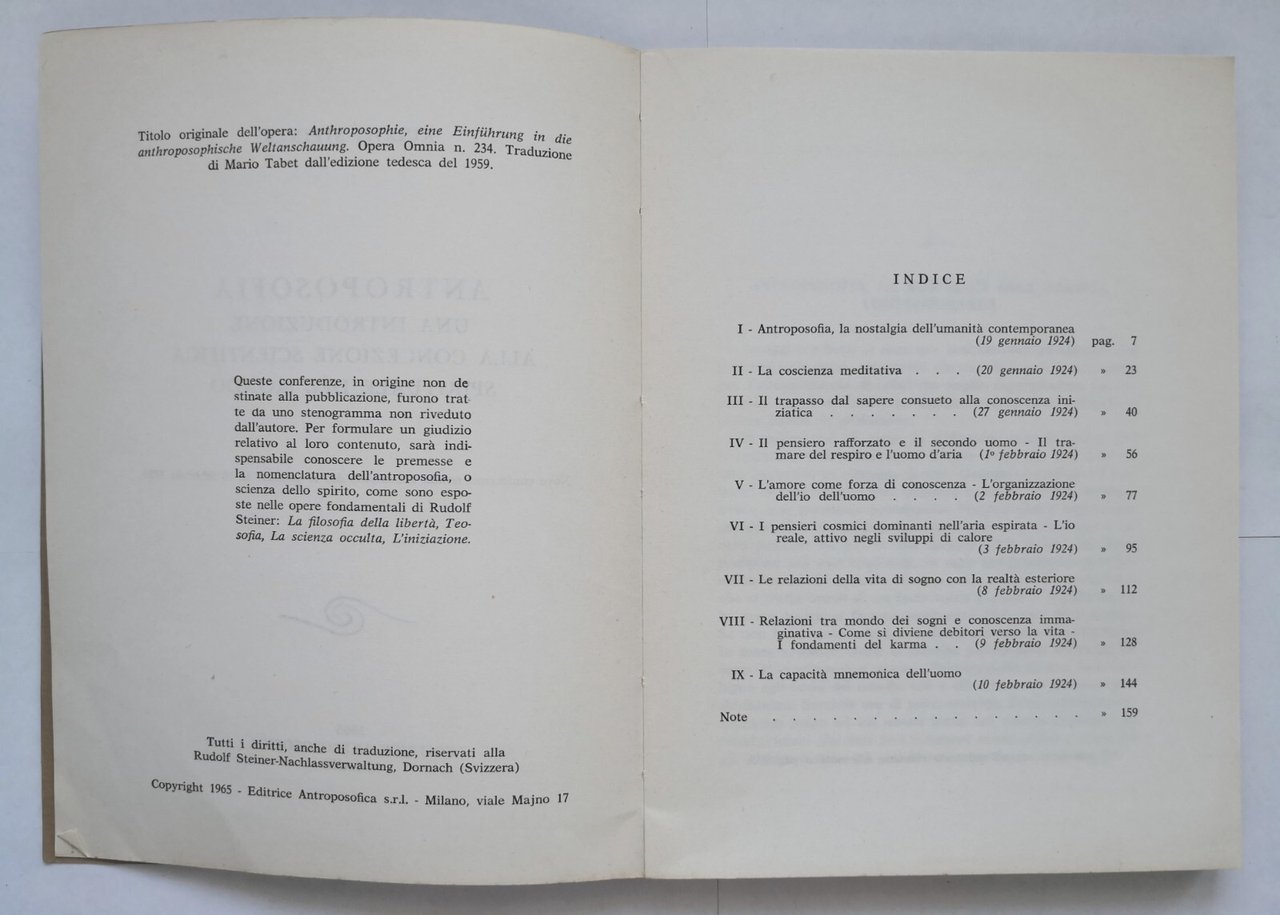 Titolo originale dell'opera: Anthroposophie, eine Einführung in die
anthroposophische Weltanschauung. Opera Omnia n. 234. Traduzione
di Mario Tabet dall'edizione tedesca del 1959.
Queste conferenze, in origine non de
stinate alla pubblicazione, furono trat-
te da uno stenogramma non riveduto
dall'autore. Per formulare un giudizio
relativo al loro contenuto, sarà indi-
spensabile conoscere le premesse e
la nomenclatura dell'antroposofia, o
scienza dello spirito, come sono espo-
ste nelle opere fondamentali di Rudolf
Steiner: La filosofia della libertà, Teo-
sofia, La scienza occulta, L'iniziazione.
Tutti i diritti, anche di traduzione, riservati alla
Rudolf Steiner-Nachlassverwaltung, Dornach (Svizzera)
Copyright 1965 - Editrice Antroposofica s.r.l. - Milano, viale Majno 17
INDICE
I - Antroposofia, la nostalgia dell'umanità contemporanea
(19 gennaio 1924) pag. 7
II - La coscienza meditativa . . . (20 gennaio 1924) » 23
III - Il trapasso dal sapere consueto alla conoscenza ini-
ziatica . . . . . . . (27 gennaio 1924) » 40
IV - Il pensiero rafforzato e il secondo uomo - Il tra-
mare del respiro e l'uomo d'aria (1° febbraio 1924) » 56
V - L'amore come forza di conoscenza - L'organizzazione
dell'io dell'uomo . . . . (2 febbraio 1924) » 77
VI - I pensieri cosmici dominanti nell'aria espirata - L'io
reale, attivo negli sviluppi di calore
(3 febbraio 1924) » 95
VII - Le relazioni della vita di sogno con la realtà esteriore
(8 febbraio 1924) » 112
VIII - Relazioni tra mondo dei sogni e conoscenza imma-
ginativa - Come si diviene debitori verso la vita -
I fondamenti del karma . . (9 febbraio 1924) » 128
IX - La capacità mnemonica dell'uomo
(10 febbraio 1924) » 144
Note . . . . . . . . . . . . . . . . » 159